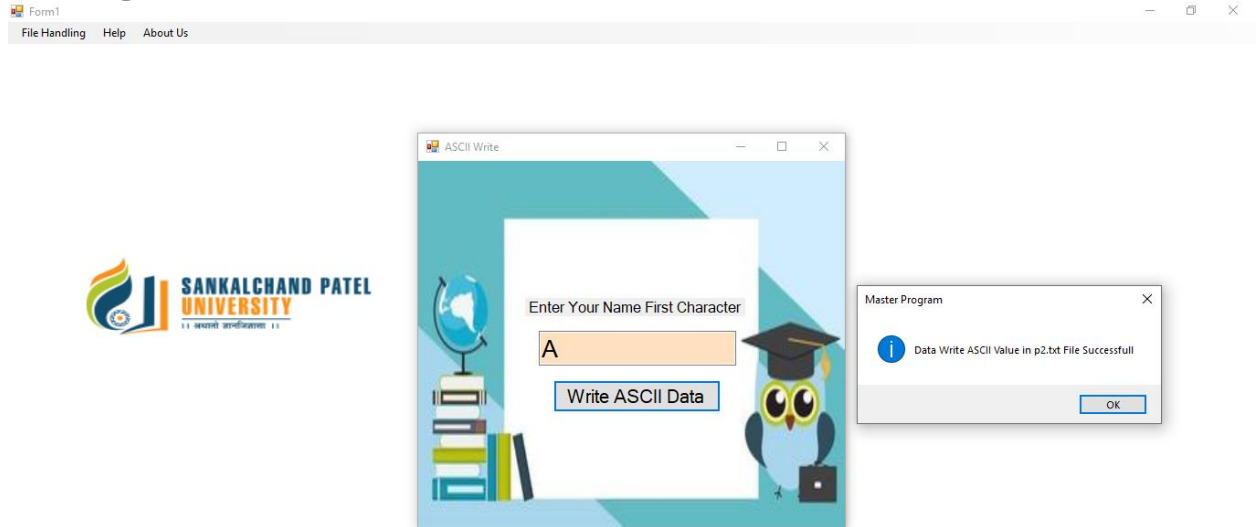 Form1
File Handling Help About Us
ASCII Write
SANKALCHAND PATEL
UNIVERSITY
Enter Your Name First Character
A
Write ASCII Data
Master Program
Data Write ASCII Value in p2.txt File Successfull
OK